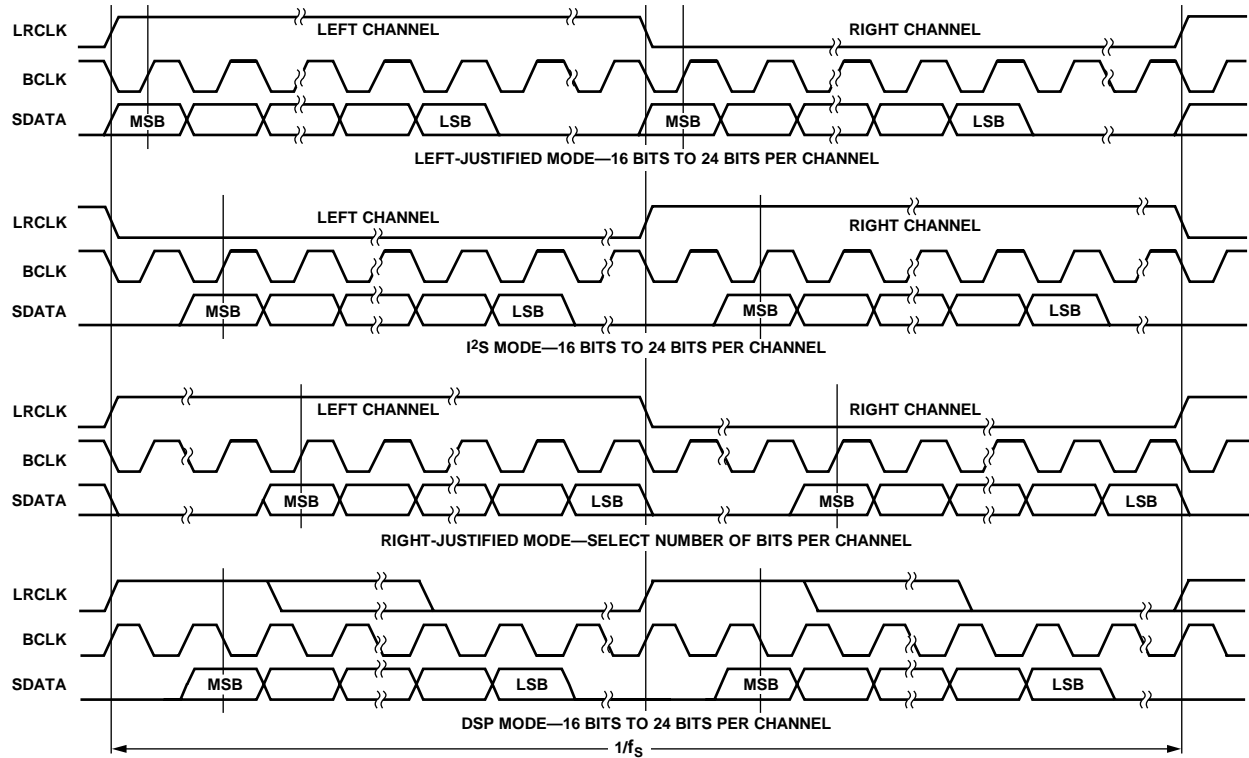 LRCLK LEFT CHANNEL RIGHT CHANNEL
BCLK
SDATA MSB LSB MSB LSB
LEFT-JUSTIFIED MODE—16 BITS TO 24 BITS PER CHANNEL
LRCLK LEFT CHANNEL RIGHT CHANNEL
BCLK
SDATA MSB LSB MSB LSB
I²S MODE—16 BITS TO 24 BITS PER CHANNEL
LRCLK LEFT CHANNEL RIGHT CHANNEL
BCLK
SDATA MSB LSB MSB LSB
RIGHT-JUSTIFIED MODE—SELECT NUMBER OF BITS PER CHANNEL
LRCLK
BCLK
SDATA MSB LSB MSB LSB
DSP MODE—16 BITS TO 24 BITS PER CHANNEL
1/fS